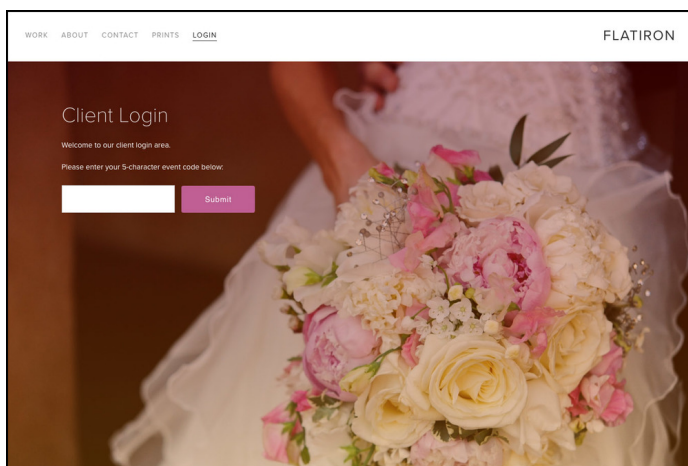 WORK ABOUT CONTACT PRINTS LOGIN
FLATIRON
Client Login
Welcome to our client login area.
Please enter your 5-character event code below:
Submit